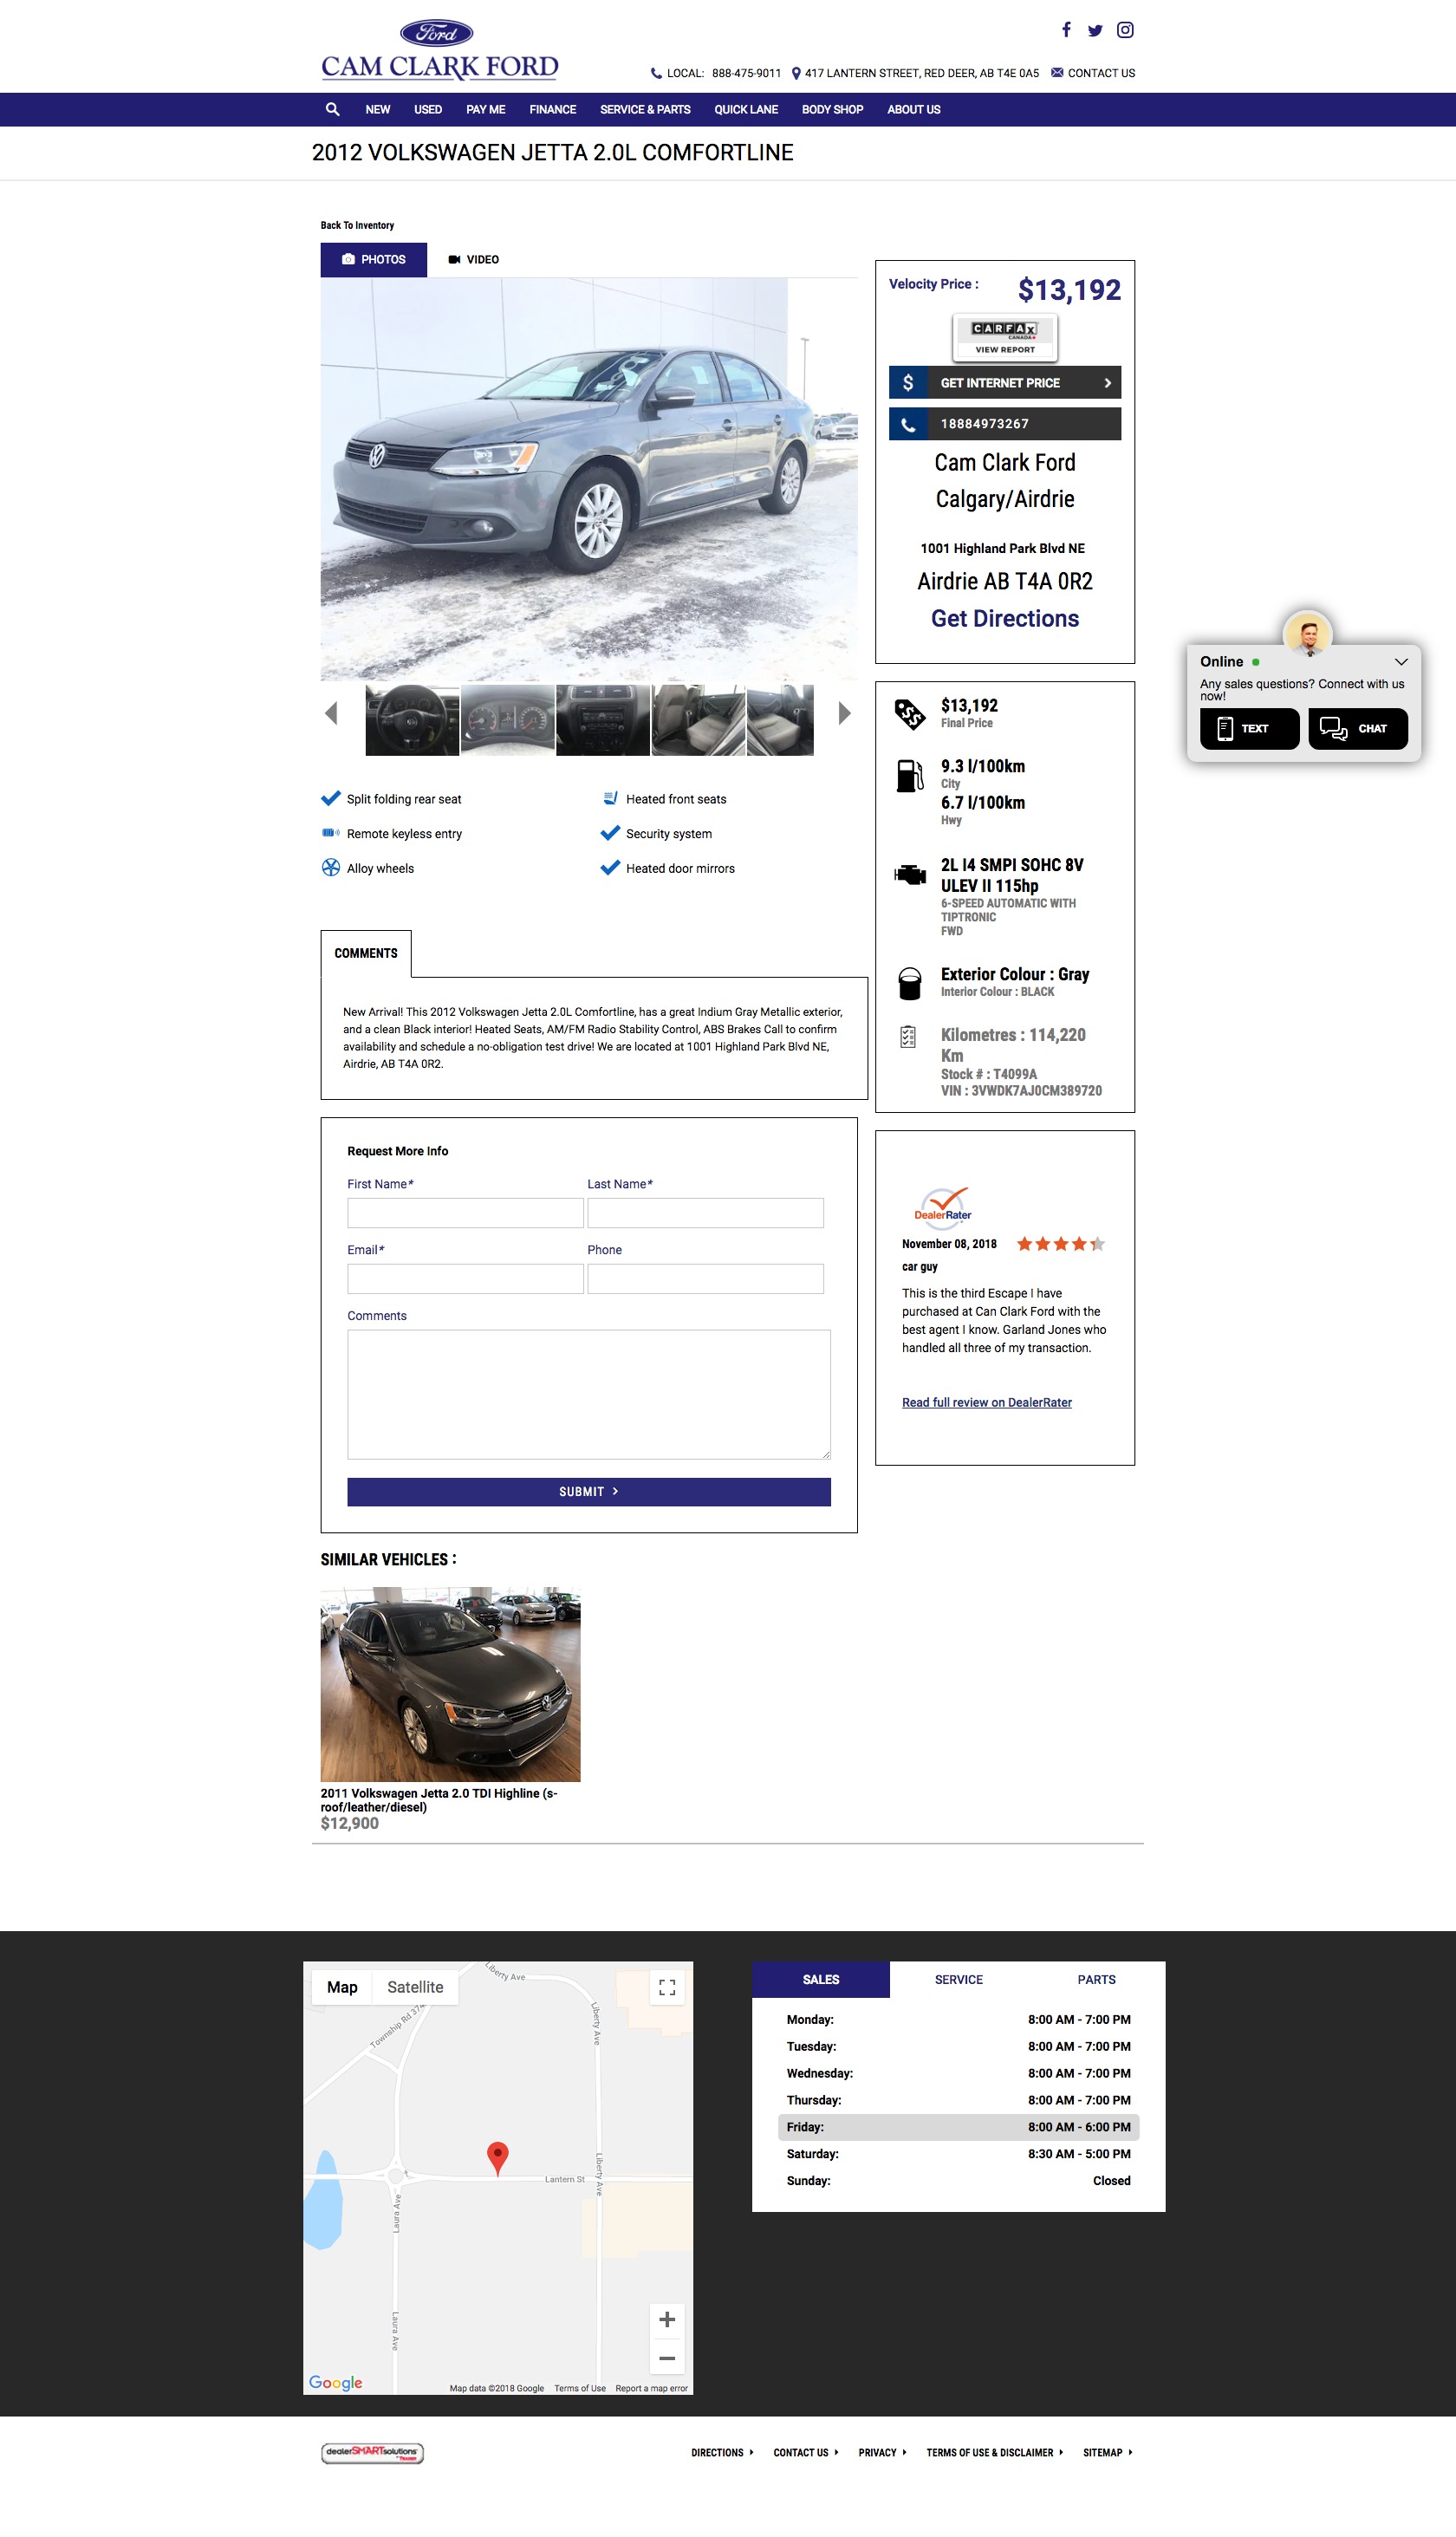 Ford
CAM CLARK FORD
LOCAL: 888-475-9011 417 LANTERN STREET, RED DEER, AB T4E 0A5 CONTACT US
NEW USED PAY ME FINANCE SERVICE & PARTS QUICK LANE BODY SHOP ABOUT US
2012 VOLKSWAGEN JETTA 2.0L COMFORTLINE
Back To Inventory
PHOTOS VIDEO
Velocity Price : $13,192
CARFAX
CANADA
VIEW REPORT
$ GET INTERNET PRICE
18884973267
Cam Clark Ford
Calgary/Airdrie
1001 Highland Park Blvd NE
Airdrie AB T4A 0R2
Get Directions
Online
Any sales questions? Connect with us
now!
TEXT CHAT
$13,192
Final Price
9.3 l/100km
City
6.7 l/100km
Hwy
2L I4 SMPI SOHC 8V
ULEV II 115hp
6-SPEED AUTOMATIC WITH
TIPTRONIC
FWD
Exterior Colour : Gray
Interior Colour : BLACK
Kilometres : 114,220
Km
Stock # : T4099A
VIN : 3VWDK7AJ0CM389720
Split folding rear seat Heated front seats
Remote keyless entry Security system
Alloy wheels Heated door mirrors
COMMENTS
New Arrival! This 2012 Volkswagen Jetta 2.0L Comfortline, has a great Indium Gray Metallic exterior,
and a clean Black interior! Heated Seats, AM/FM Radio Stability Control, ABS Brakes Call to confirm
availability and schedule a no-obligation test drive! We are located at 1001 Highland Park Blvd NE,
Airdrie, AB T4A 0R2.
Request More Info
First Name* Last Name*
Email* Phone
Comments
SUBMIT
DealerRater
November 08, 2018
car guy
This is the third Escape I have
purchased at Can Clark Ford with the
best agent I know. Garland Jones who
handled all three of my transaction.
Read full review on DealerRater
SIMILAR VEHICLES :
2011 Volkswagen Jetta 2.0 TDI Highline (s-
roof/leather/diesel)
$12,900
Map Satellite
Liberty Ave
Township Rd 374
Liberty Ave
Lantern St
Liberty Ave
Laura Ave
Laura Ave
Google
Map data ©2018 Google Terms of Use Report a map error
SALES SERVICE PARTS
Monday: 8:00 AM - 7:00 PM
Tuesday: 8:00 AM - 7:00 PM
Wednesday: 8:00 AM - 7:00 PM
Thursday: 8:00 AM - 7:00 PM
Friday: 8:00 AM - 6:00 PM
Saturday: 8:30 AM - 5:00 PM
Sunday: Closed
dealerSMARTsolutions
DIRECTIONS CONTACT US PRIVACY TERMS OF USE & DISCLAIMER SITEMAP